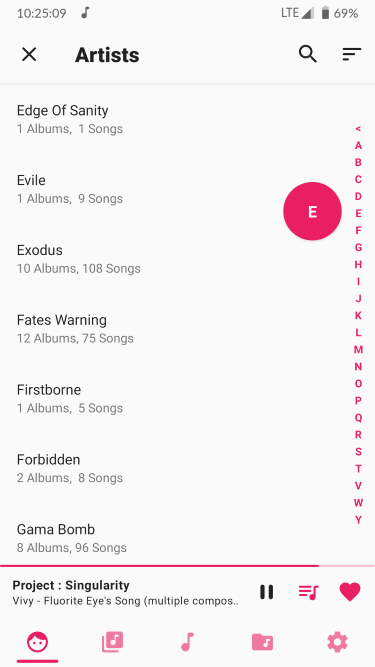 10:25:09 LTE 69%
Artists
Edge Of Sanity
1 Albums, 1 Songs
Evile
1 Albums, 9 Songs
E
Exodus
10 Albums, 108 Songs
Fates Warning
12 Albums, 75 Songs
Firstborne
1 Albums, 5 Songs
Forbidden
2 Albums, 8 Songs
Gama Bomb
8 Albums, 96 Songs
<
A
B
C
D
E
F
G
H
I
J
K
L
M
N
O
P
Q
R
S
T
V
W
Y
Project : Singularity
Vivy - Fluorite Eye's Song (multiple compos..